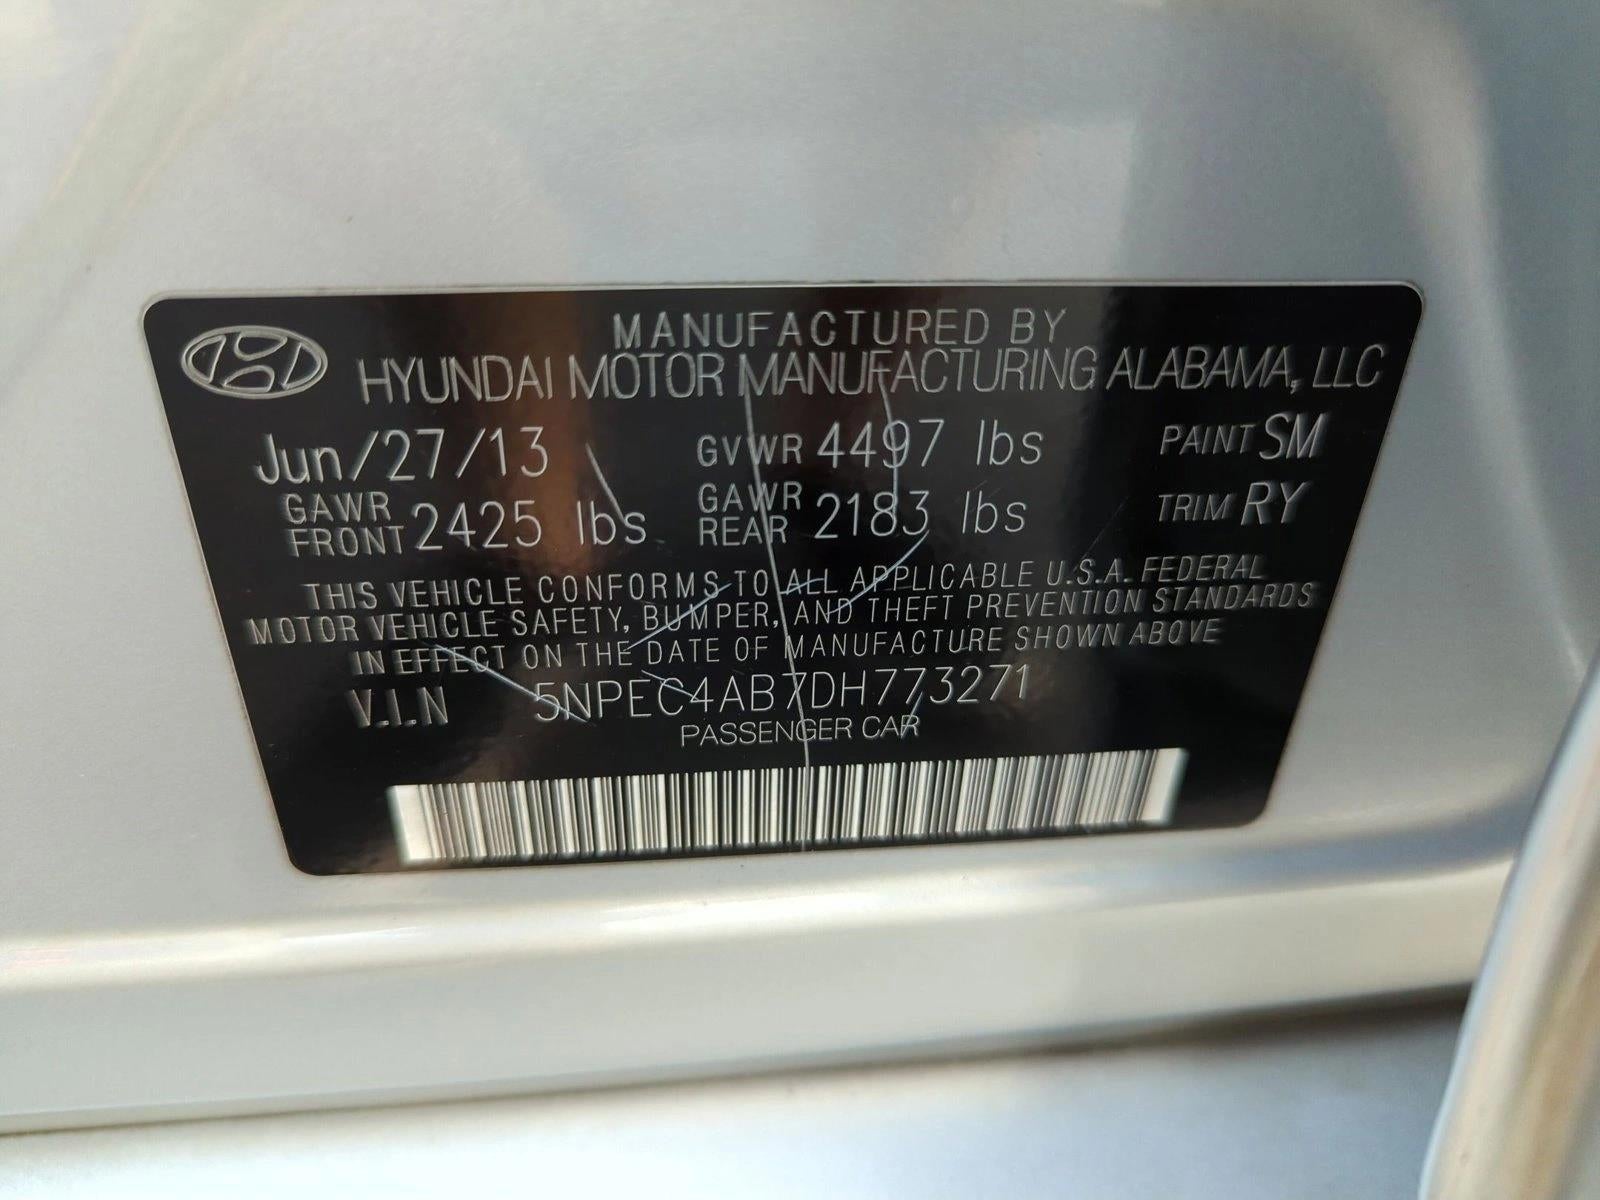 MANUFACTURED BY
HYUNDAI MOTOR MANUFACTURING ALABAMA, LLC
Jun/27/13 GVWR 4497 lbs PAINT SM
GAWR FRONT 2425 lbs GAWR REAR 2183 lbs TRIM RY
THIS VEHICLE CONFORMS TO ALL APPLICABLE U.S.A. FEDERAL
MOTOR VEHICLE SAFETY, BUMPER, AND THEFT PREVENTION STANDARDS
IN EFFECT ON THE DATE OF MANUFACTURE SHOWN ABOVE
V.I.N 5NPEC4AB7DH773271
PASSENGER CAR